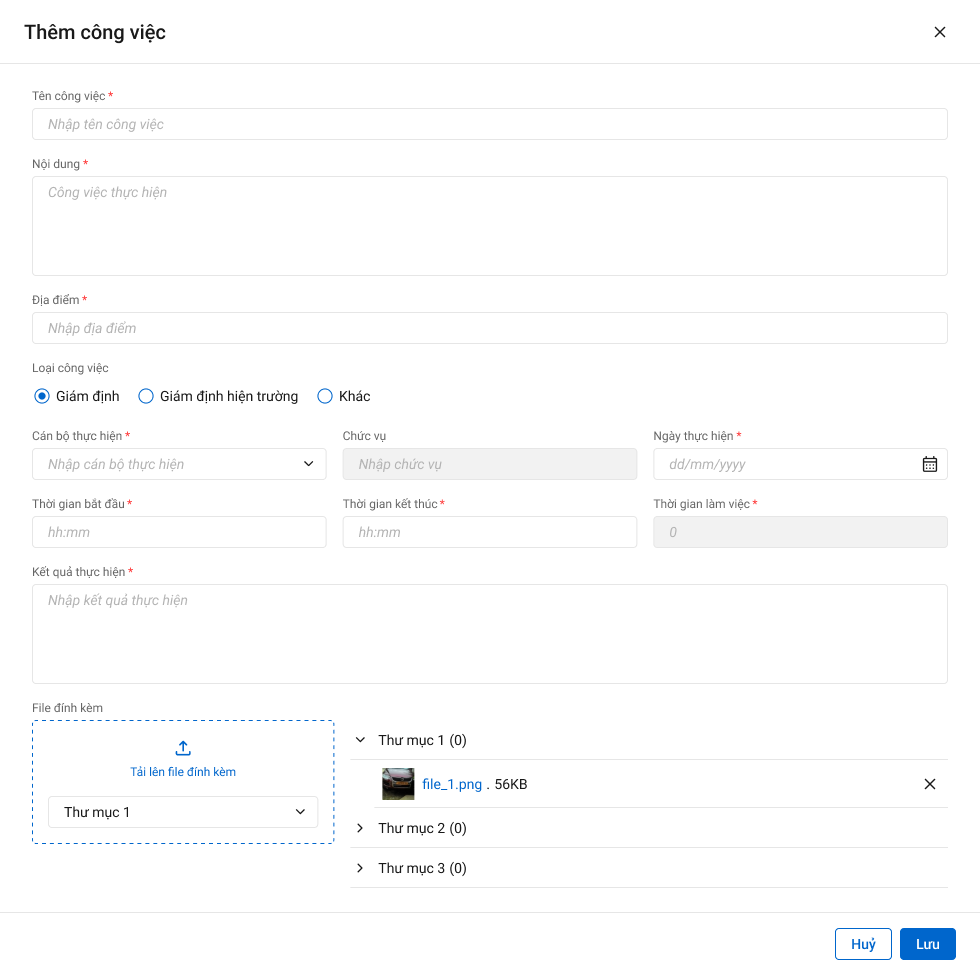 Thêm công việc
Tên công việc *
Nhập tên công việc
Nội dung *
Công việc thực hiện
Địa điểm *
Nhập địa điểm
Loại công việc
Giám định Giám định hiện trường Khác
Cán bộ thực hiện * Chức vụ Ngày thực hiện *
Nhập cán bộ thực hiện Nhập chức vụ dd/mm/yyyy
Thời gian bắt đầu * Thời gian kết thúc * Thời gian làm việc *
hh:mm hh:mm 0
Kết quả thực hiện *
Nhập kết quả thực hiện
File đính kèm
Tải lên file đính kèm
Thư mục 1
Thư mục 1 (0)
file_1.png . 56KB
Thư mục 2 (0)
Thư mục 3 (0)
Huỷ Lưu